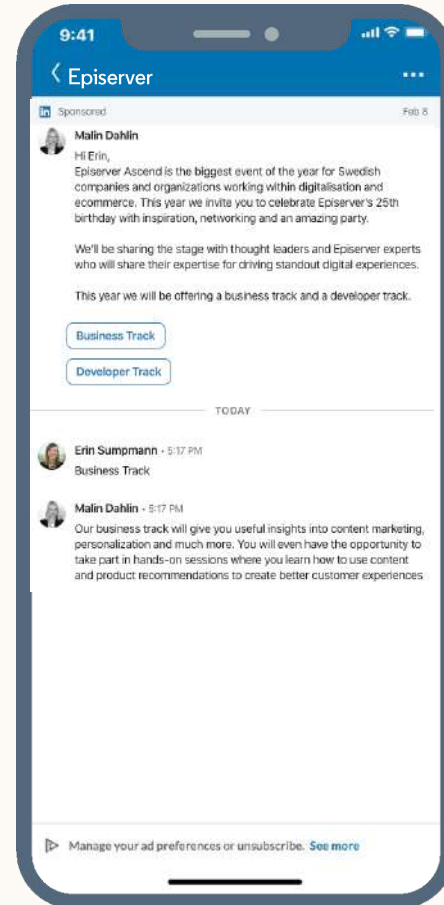 9:41
Episerver
in Sponsored Feb 8
Malin Dahlin
Hi Erin,
Episerver Ascend is the biggest event of the year for Swedish
companies and organizations working within digitalisation and
ecommerce. This year we invite you to celebrate Episerver's 25th
birthday with inspiration, networking and an amazing party.
We'll be sharing the stage with thought leaders and Episerver experts
who will share their expertise for driving standout digital experiences.
This year we will be offering a business track and a developer track.
Business Track
Developer Track
TODAY
Erin Sumpmann • 5:17 PM
Business Track
Malin Dahlin • 5:17 PM
Our business track will give you useful insights into content marketing,
personalization and much more. You will even have the opportunity to
take part in hands-on sessions where you learn how to use content
and product recommendations to create better customer experiences
Manage your ad preferences or unsubscribe. See more